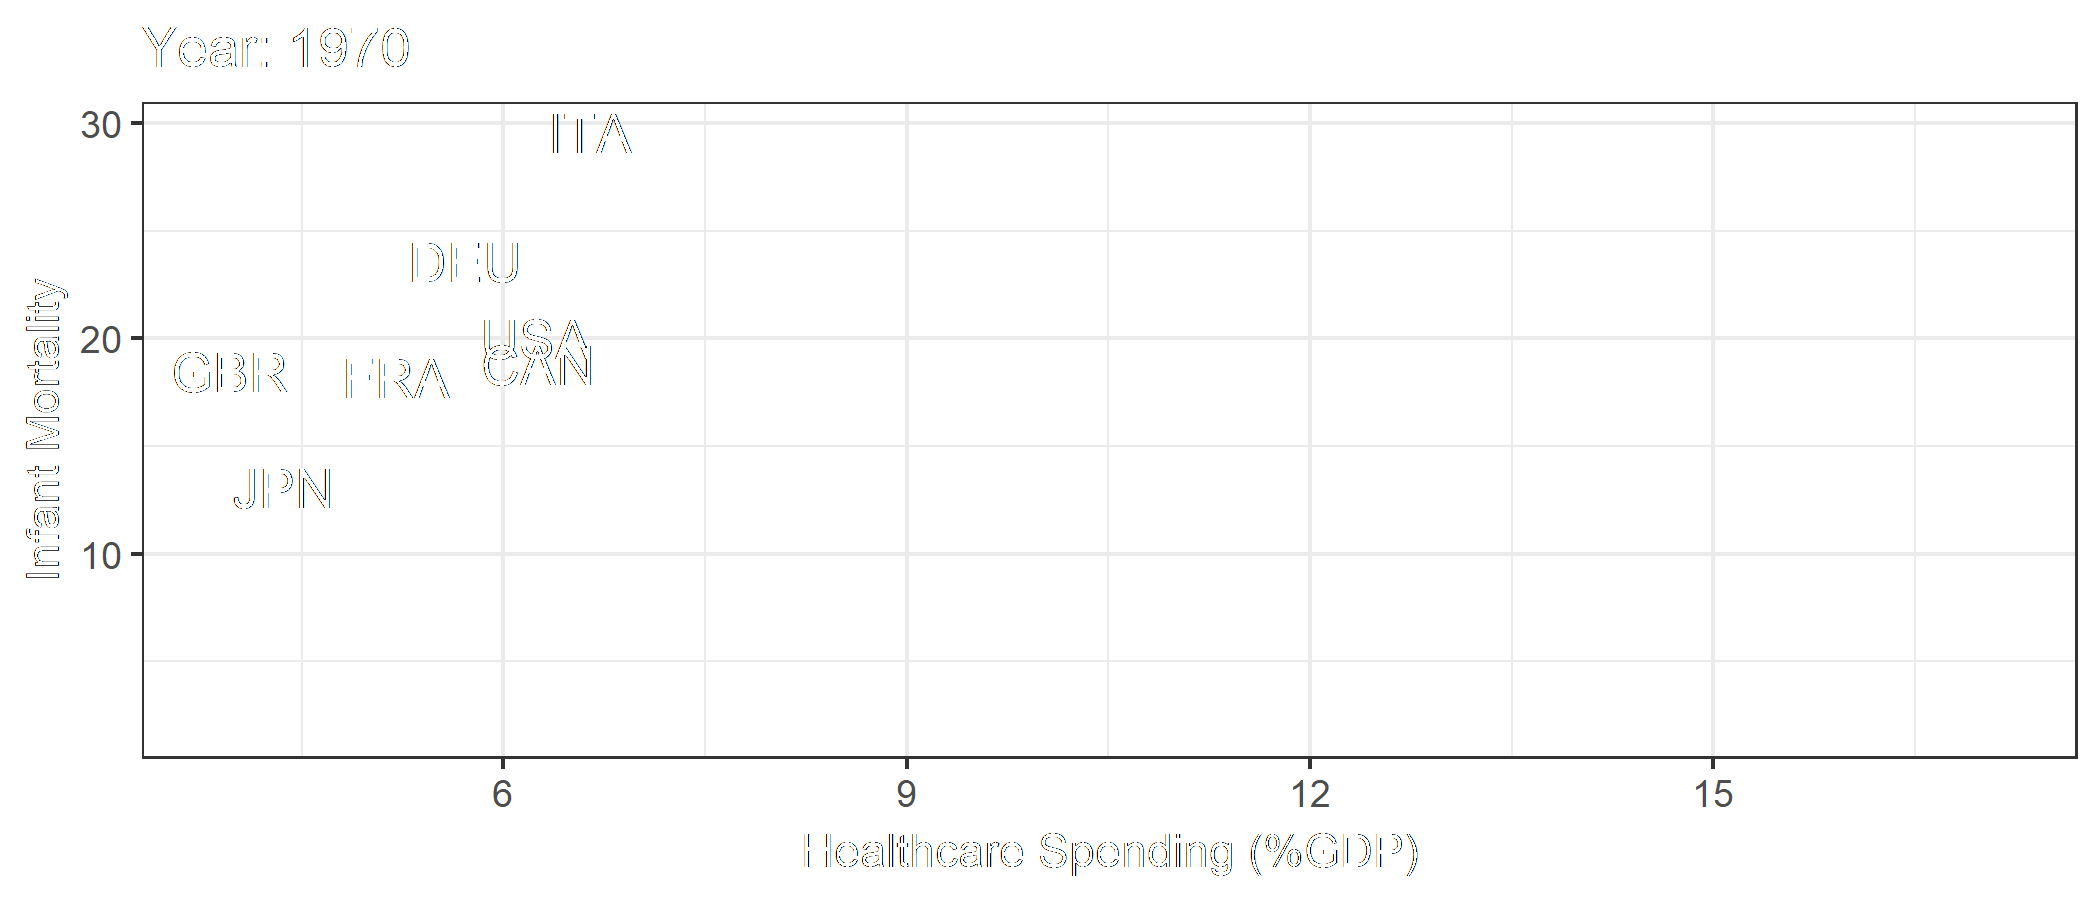 Year: 1970
30
ITA
DEU
20
USA
GBR
FRA
CAN
JPN
10
Infant Mortality
6
9
12
15
Healthcare Spending (%GDP)